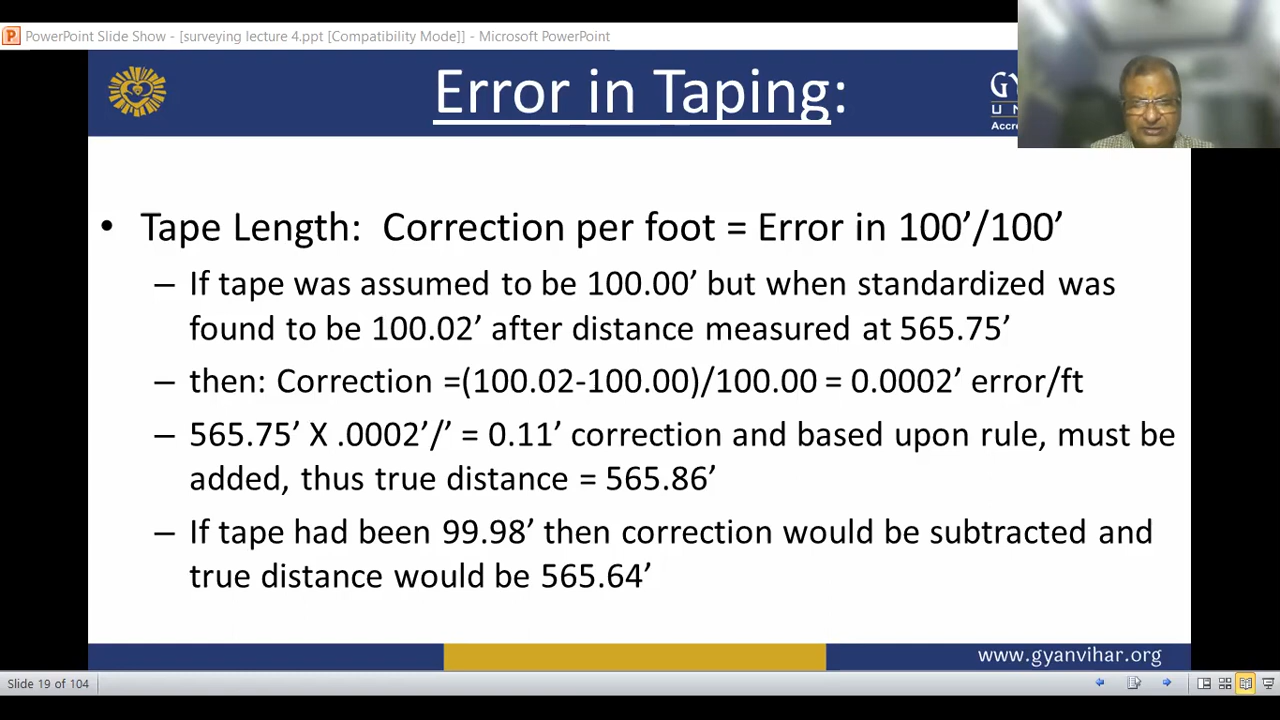 PowerPoint Slide Show - [surveying lecture 4.ppt [Compatibility Mode]] - Microsoft PowerPoint
Error in Taping:
• Tape Length:  Correction per foot = Error in 100’/100’
– If tape was assumed to be 100.00’ but when standardized was
found to be 100.02’ after distance measured at 565.75’
– then: Correction =(100.02-100.00)/100.00 = 0.0002’ error/ft
– 565.75’ X .0002’/’ = 0.11’ correction and based upon rule, must be
added, thus true distance = 565.86’
– If tape had been 99.98’ then correction would be subtracted and
true distance would be 565.64’
www.gyanvihar.org
Slide 19 of 104